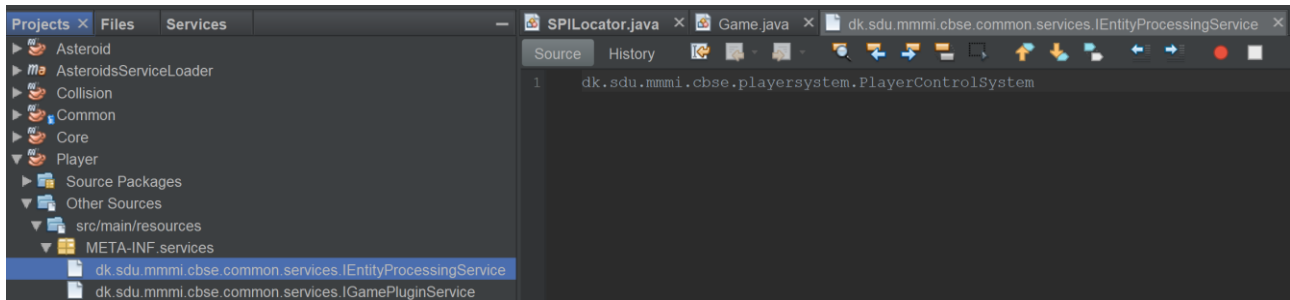 Projects × Files Services
Asteroid
AsteroidsServiceLoader
Collision
Common
Core
Player
Source Packages
Other Sources
src/main/resources
META-INF.services
dk.sdu.mmmi.cbse.common.services.IEntityProcessingService
dk.sdu.mmmi.cbse.common.services.IGamePluginService
SPILocator.java × Game.java × dk.sdu.mmmi.cbse.common.services.IEntityProcessingService ×
Source History
1 dk.sdu.mmmi.cbse.playersystem.PlayerControlSystem